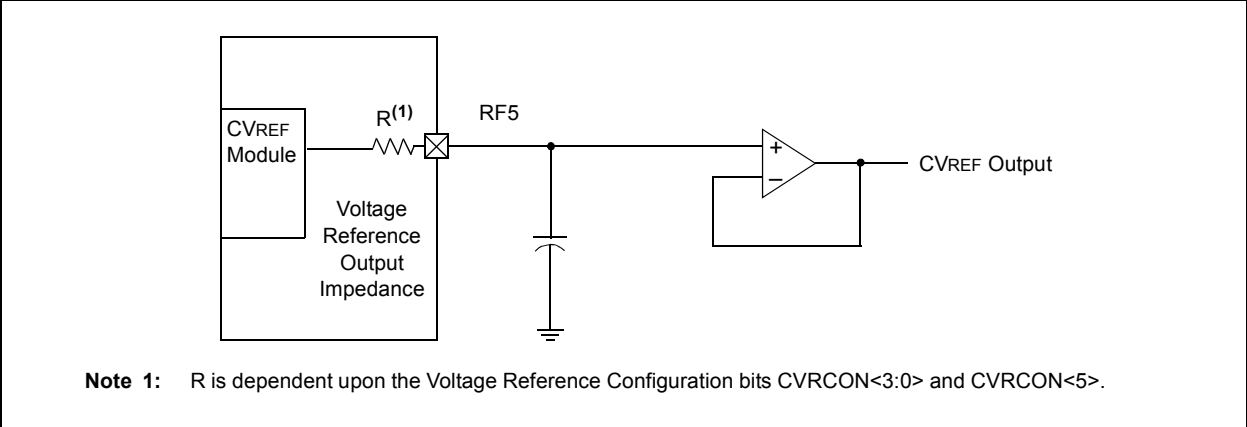 CVREF
Module
R(1)
RF5
Voltage
Reference
Output
Impedance
+
–
CVREF Output
Note 1: R is dependent upon the Voltage Reference Configuration bits CVRCON<3:0> and CVRCON<5>.